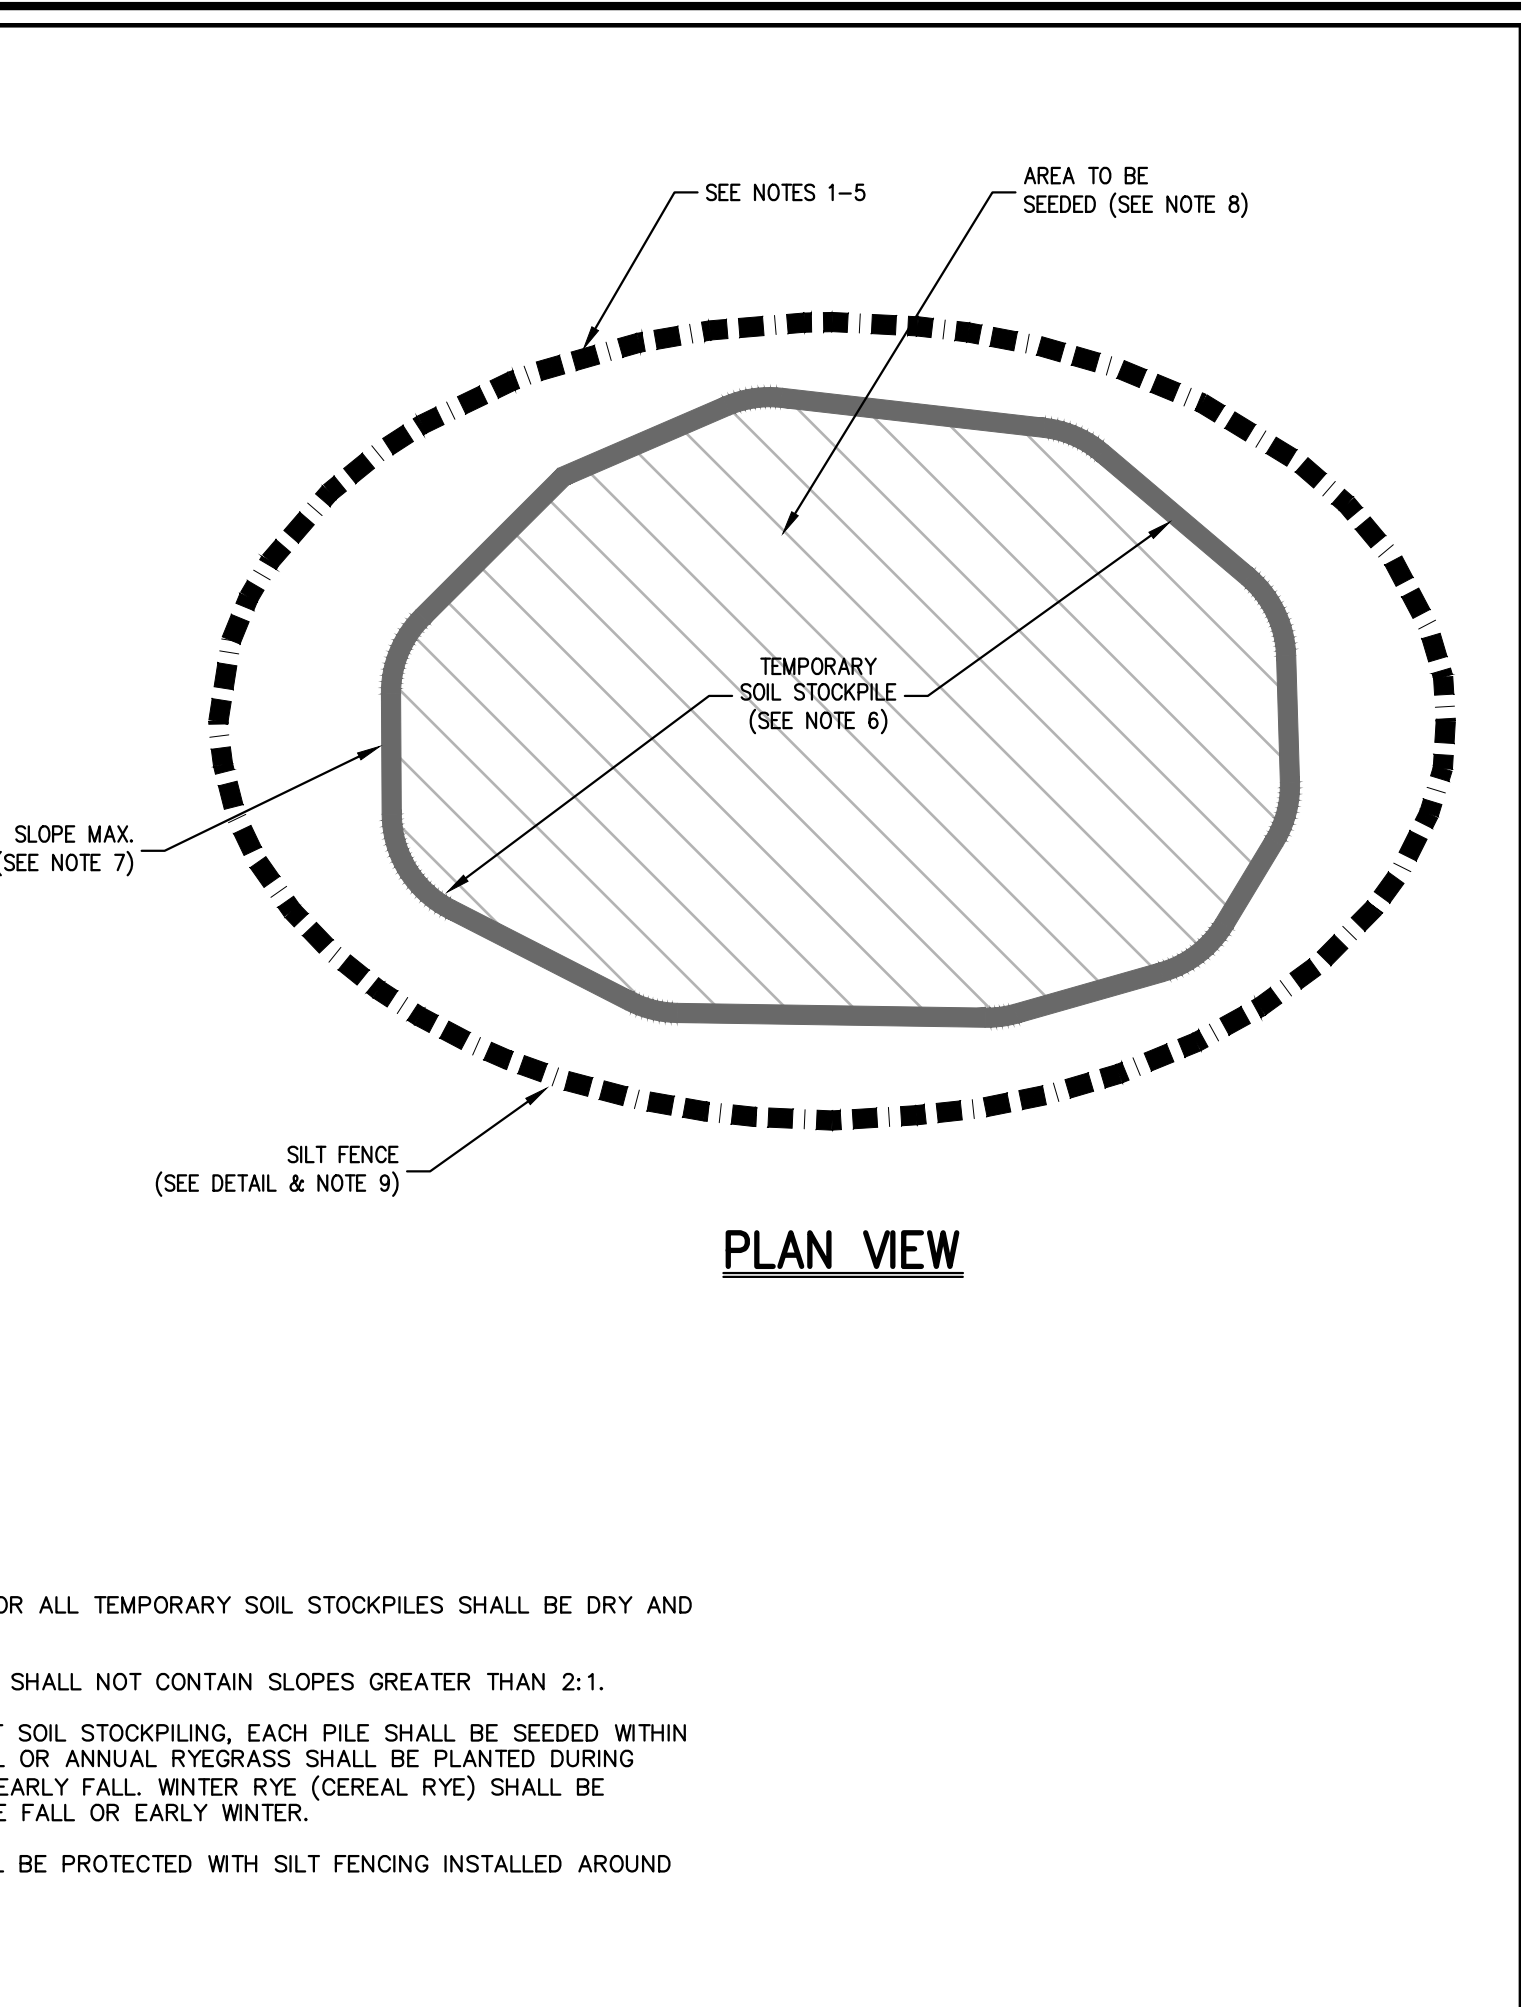 SEE NOTES 1-5
AREA TO BE
SEEDED (SEE NOTE 8)
TEMPORARY
SOIL STOCKPILE
(SEE NOTE 6)
SLOPE MAX.
(SEE NOTE 7)
SILT FENCE
(SEE DETAIL & NOTE 9)
PLAN VIEW
OR ALL TEMPORARY SOIL STOCKPILES SHALL BE DRY AND
SHALL NOT CONTAIN SLOPES GREATER THAN 2:1.
SOIL STOCKPILING, EACH PILE SHALL BE SEEDED WITHIN
OR ANNUAL RYEGRASS SHALL BE PLANTED DURING
EARLY FALL. WINTER RYE (CEREAL RYE) SHALL BE
FALL OR EARLY WINTER.
BE PROTECTED WITH SILT FENCING INSTALLED AROUND